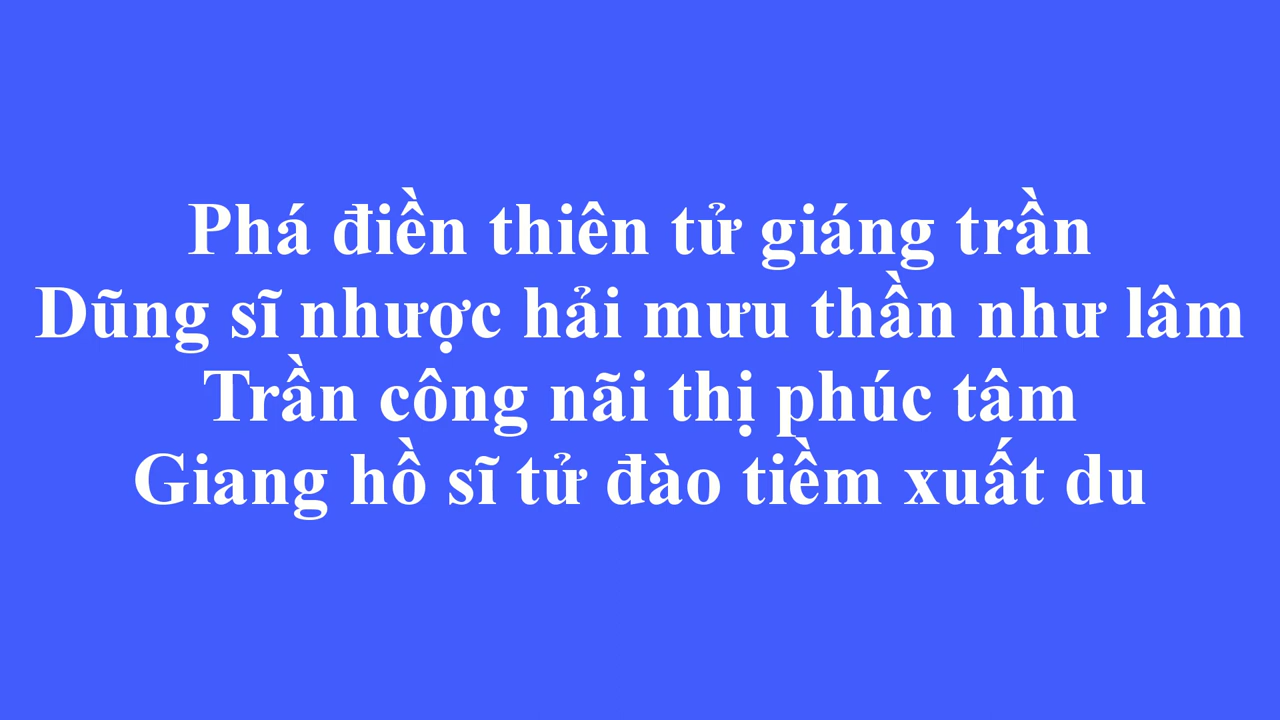 Phá điền thiên tử giáng trần
Dũng sĩ nhược hải mưu thần như lâm
Trần công nãi thị phúc tâm
Giang hồ sĩ tử đào tiềm xuất du